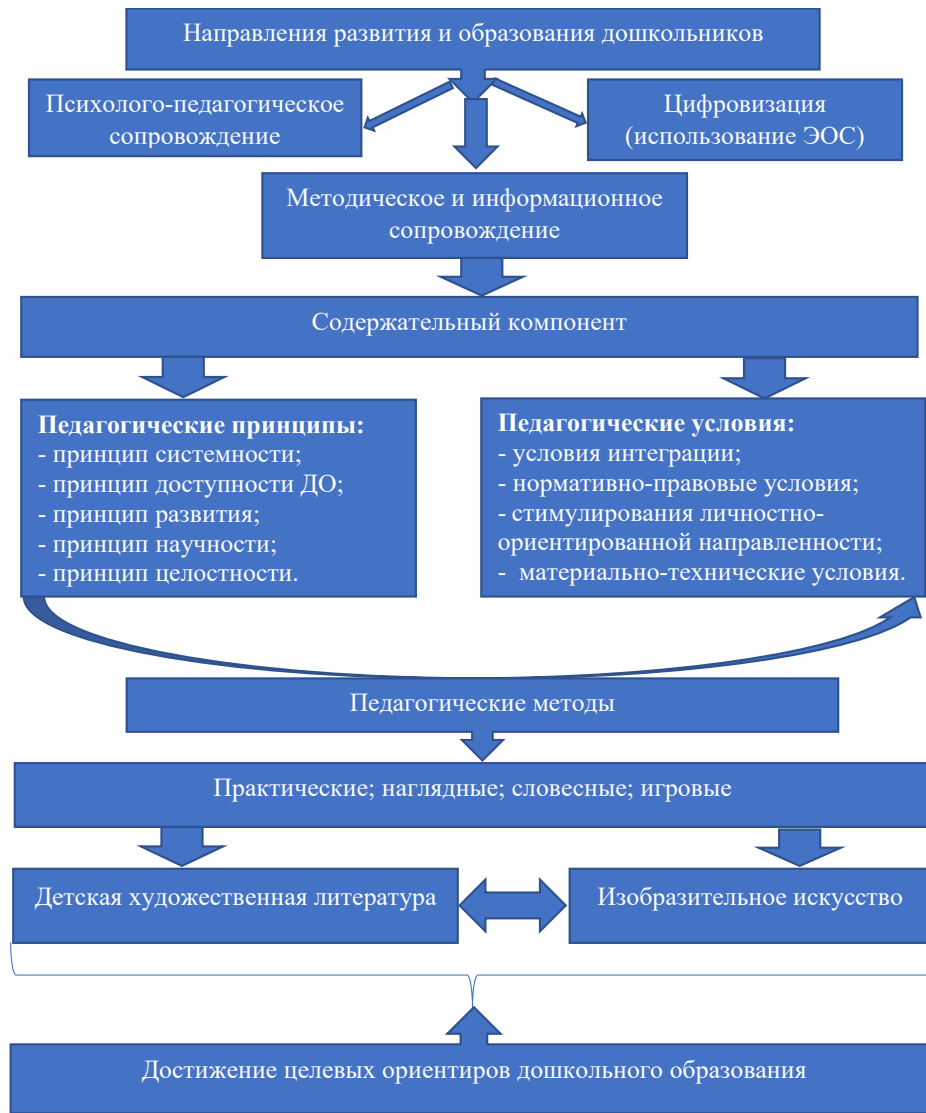 Направления развития и образования дошкольников
Психолого-педагогическое
сопровождение
Цифровизация
(использование ЭОС)
Методическое и информационное
сопровождение
Содержательный компонент
Педагогические принципы:
- принцип системности;
- принцип доступности ДО;
- принцип развития;
- принцип научности;
- принцип целостности.
Педагогические условия:
- условия интеграции;
- нормативно-правовые условия;
- стимулирования личностно-
ориентированной направленности;
- материально-технические условия.
Педагогические методы
Практические; наглядные; словесные; игровые
Детская художественная литература
Изобразительное искусство
Достижение целевых ориентиров дошкольного образования